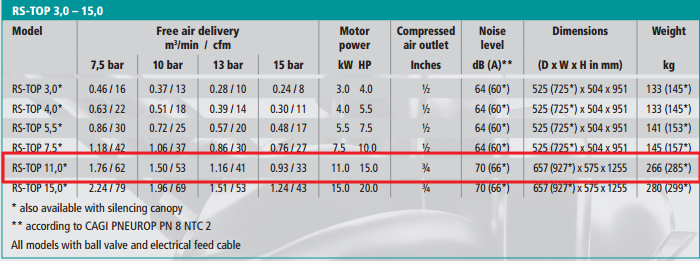 RS-TOP 3,0 – 15,0
Model Free air delivery Motor Compressed Noise Dimensions Weight
m³/min / cfm power air outlet level
7,5 bar 10 bar 13 bar 15 bar kW HP Inches dB (A)** (D x W x H in mm) kg
RS-TOP 3,0* 0.46 / 16 0.37 / 13 0.28 / 10 0.24 / 8 3.0 4.0 ½ 64 (60*) 525 (725*) x 504 x 951 133 (145*)
RS-TOP 4,0* 0.63 / 22 0.51 / 18 0.39 / 14 0.30 / 11 4.0 5.5 ½ 64 (60*) 525 (725*) x 504 x 951 133 (145*)
RS-TOP 5,5* 0.86 / 30 0.72 / 25 0.57 / 20 0.48 / 17 5.5 7.5 ½ 64 (60*) 525 (725*) x 504 x 951 141 (153*)
RS-TOP 7.5* 1.18 / 42 1.06 / 37 0.86 / 30 0.76 / 27 7.5 10.0 ½ 64 (60*) 525 (725*) x 504 x 951 145 (157*)
RS-TOP 11,0* 1.76 / 62 1.50 / 53 1.16 / 41 0.93 / 33 11.0 15.0 ¾ 70 (66*) 657 (927*) x 575 x 1255 266 (285*)
RS-TOP 15,0* 2.24 / 79 1.96 / 69 1.51 / 53 1.24 / 43 15.0 20.0 ¾ 70 (66*) 657 (927*) x 575 x 1255 280 (299*)
* also available with silencing canopy
** according to CAGI PNEUROP PN 8 NTC 2
All models with ball valve and electrical feed cable